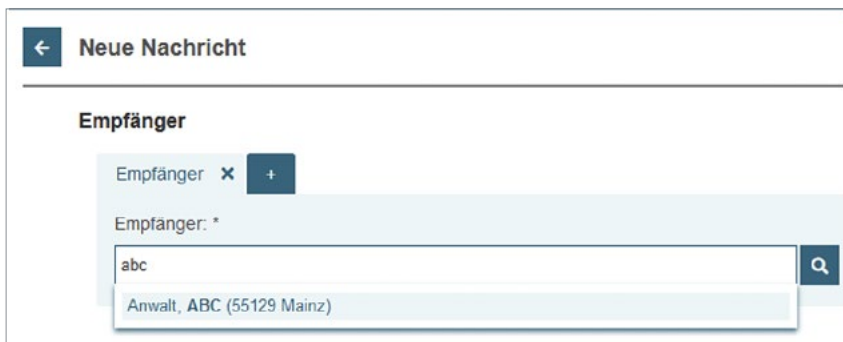 Neue Nachricht
Empfänger
Empfänger × +
Empfänger: *
abc
Anwalt, ABC (55129 Mainz)